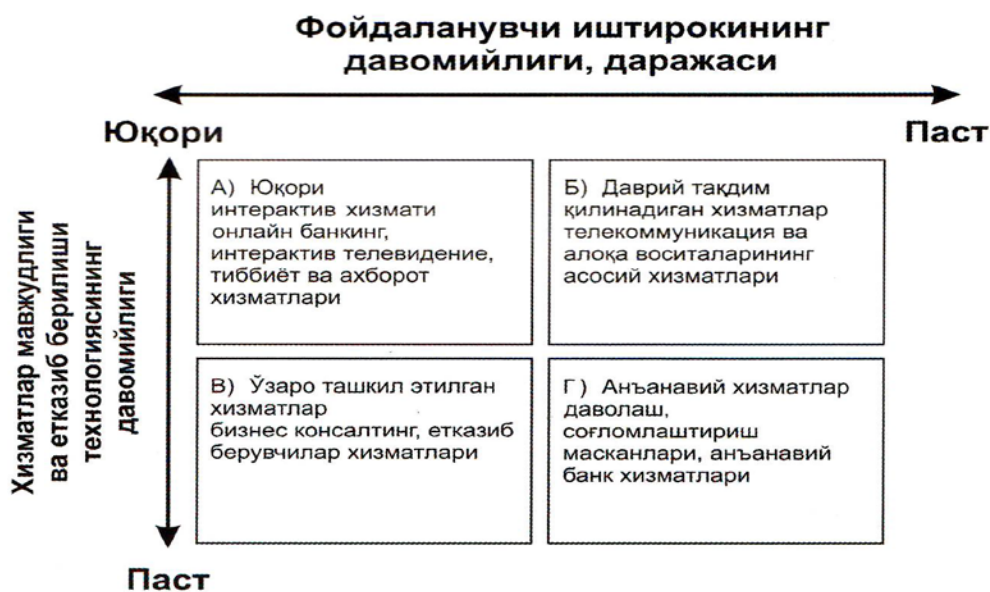 Фойдаланувчи иштирокининг
давомийлиги, даражаси
Юқори
Паст
Хизматлар мавжудлиги
ва етказиб берилиши
технологиясининг
давомийлиги
А) Юқори
интерактив хизмати
онлайн банкинг,
интерактив телевидение,
тиббиёт ва ахборот
хизматлари
Б) Даврий тақдим
қилинадиган хизматлар
телекоммуникация ва
алоқа воситаларининг
асосий хизматлари
В) Ўзаро ташкил этилган
хизматлар
бизнес консалтинг, етказиб
берувчилар хизматлари
Г ) Анъанавий хизматлар
даволаш,
соғломлаштириш
масканлари, анъанавий
банк хизматлари
Паст